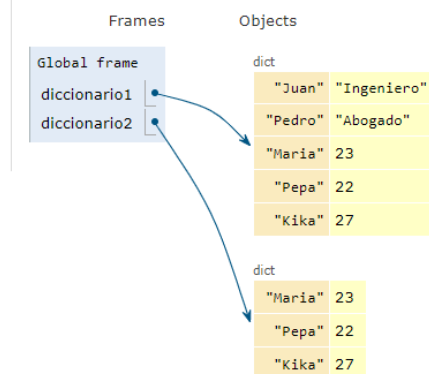 Frames Objects
Global frame
diccionario1
diccionario2
dict
"Juan" "Ingeniero"
"Pedro" "Abogado"
"Maria" 23
"Pepa" 22
"Kika" 27
dict
"Maria" 23
"Pepa" 22
"Kika" 27